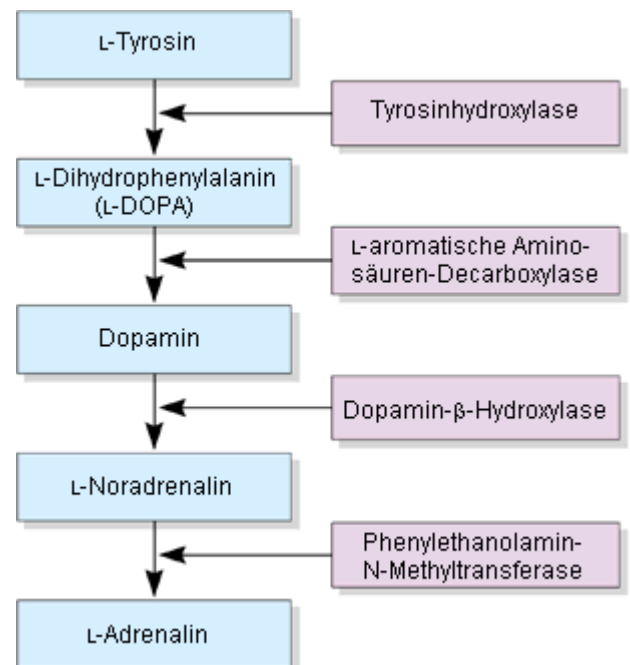 ʟ-Tyrosin
Tyrosinhydroxylase
ʟ-Dihydrophenylalanin
(ʟ-DOPA)
ʟ-aromatische Amino-
säuren-Decarboxylase
Dopamin
Dopamin-β-Hydroxylase
ʟ-Noradrenalin
Phenylethanolamin-
N-Methyltransferase
ʟ-Adrenalin